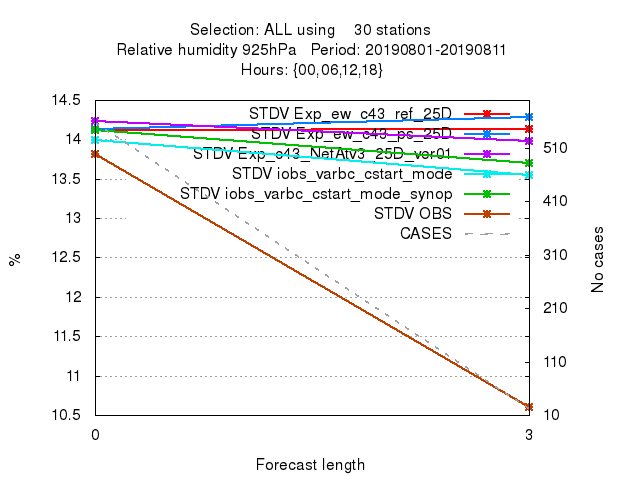 Selection: ALL using 30 stations
Relative humidity 925hPa Period: 20190801-20190811
Hours: {00,06,12,18}
14.5
14
13.5
13
12.5
12
11.5
11
10.5
%
STDV Exp_ew_c43_ref_25D
STDV Exp_ew_c43_ps_25D
STDV Exp_c43_NetAtv3_25D_ver01
STDV iobs_varbc_cstart_mode
STDV iobs_varbc_cstart_mode_synop
STDV OBS
CASES
510
410
310
210
110
10
No cases
0
3
Forecast length